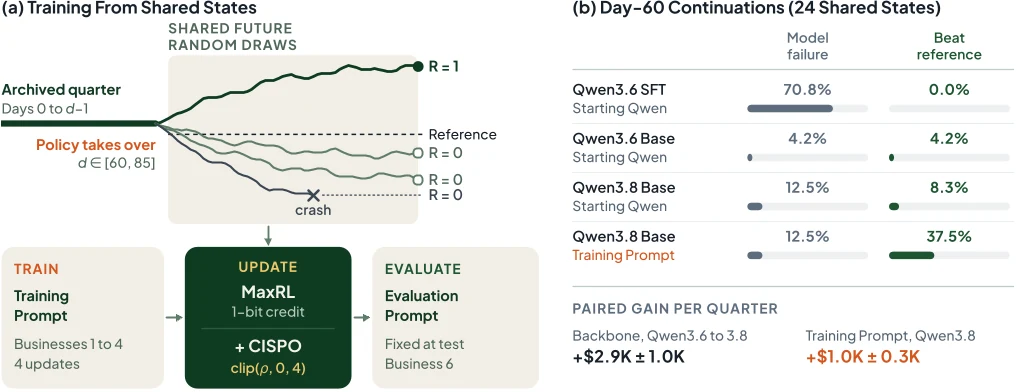 (a) Training From Shared States
SHARED FUTURE
RANDOM DRAWS
R = 1
Archived quarter
Days 0 to d–1
Policy takes over
d ∈ [60, 85]
Reference
R = 0
R = 0
R = 0
crash
TRAIN
Training
Prompt
Businesses 1 to 4
4 updates
UPDATE
MaxRL
1-bit credit
+ CISPO
clip(ρ, 0, 4)
EVALUATE
Evaluation
Prompt
Fixed at test
Business 6
(b) Day-60 Continuations (24 Shared States)
Model
failure
Beat
reference
Qwen3.6 SFT
Starting Qwen
70.8%
0.0%
Qwen3.6 Base
Starting Qwen
4.2%
4.2%
Qwen3.8 Base
Starting Qwen
12.5%
8.3%
Qwen3.8 Base
Training Prompt
12.5%
37.5%
PAIRED GAIN PER QUARTER
Backbone, Qwen3.6 to 3.8
+$2.9K ± 1.0K
Training Prompt, Qwen3.8
+$1.0K ± 0.3K